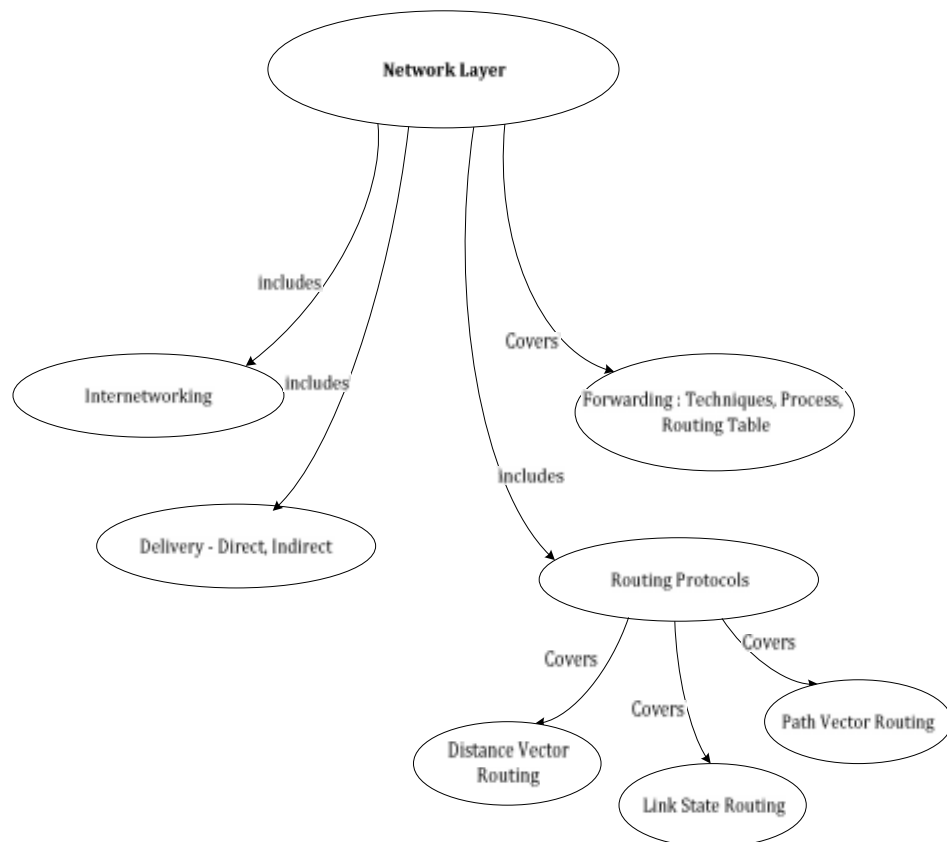 Network Layer
includes
Covers
includes
Internetworking
Forwarding : Techniques, Process,
Routing Table
includes
Delivery - Direct, Indirect
Routing Protocols
Covers
Covers
Covers
Distance Vector
Routing
Path Vector Routing
Link State Routing